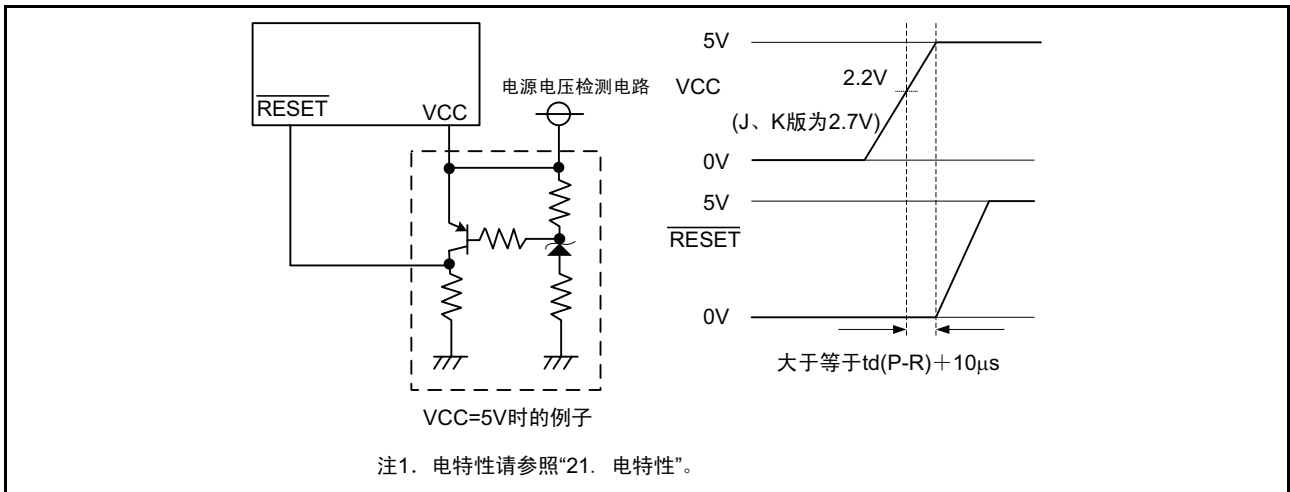 RESET
VCC
电源电压检测电路
VCC=5V时的例子
5V
VCC
2.2V
(J、K版为2.7V)
0V
5V
RESET
0V
大于等于td(P-R)+10μs
注1. 电特性请参照“21. 电特性”。